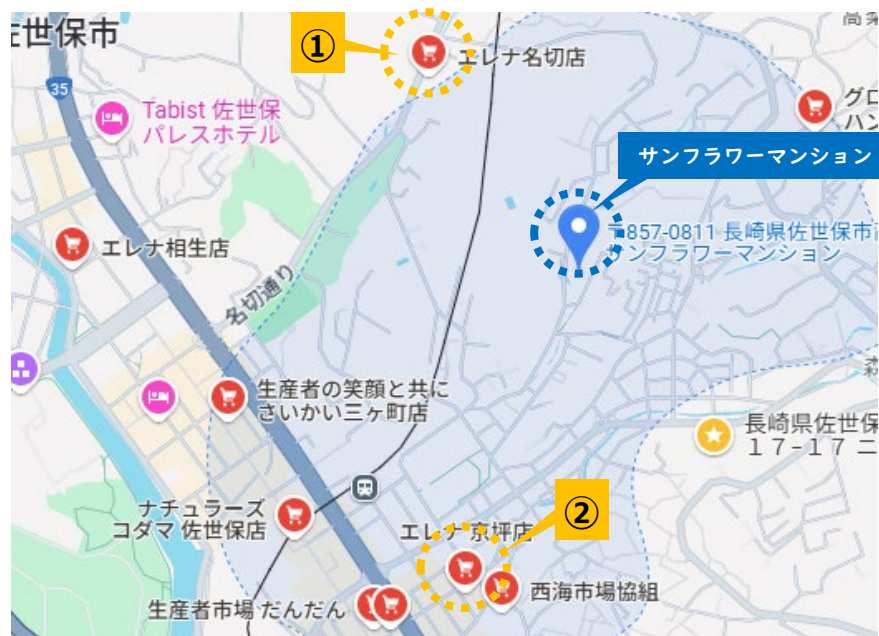 佐世保市
①
エレナ名切店
35
Tabist 佐世保
パレスホテル
サンフラワーマンション
〒857-0811 長崎県佐世保市
サンフラワーマンション
エレナ相生店
名切通り
生産者の笑顔と共に
さいかい三ヶ町店
長崎県佐世保
17-17 ニ
ナチュラーズ
コダマ 佐世保店
エレナ 京坪店
②
西海市場協組
生産者市場 だんだん